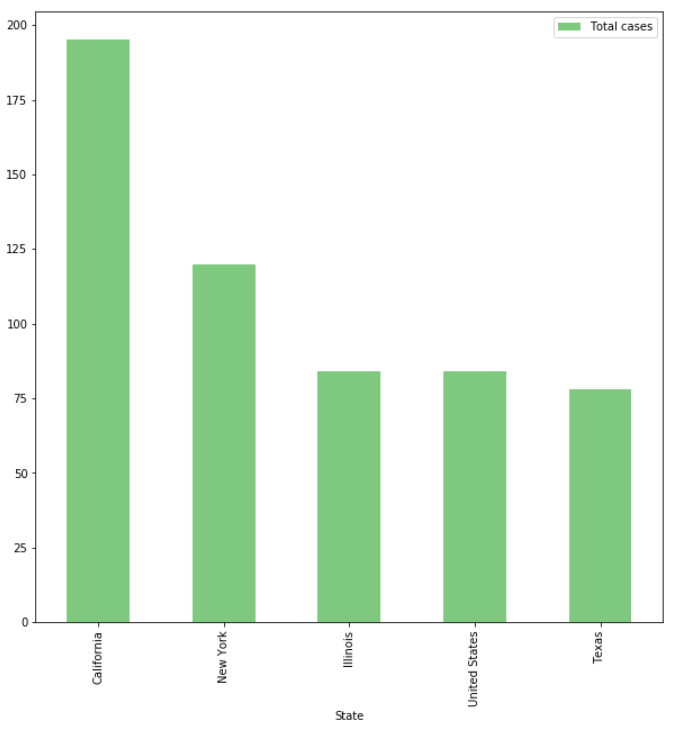 Total cases
200
175
150
125
100
75
50
25
0
California
New York
Illinois
United States
Texas
State